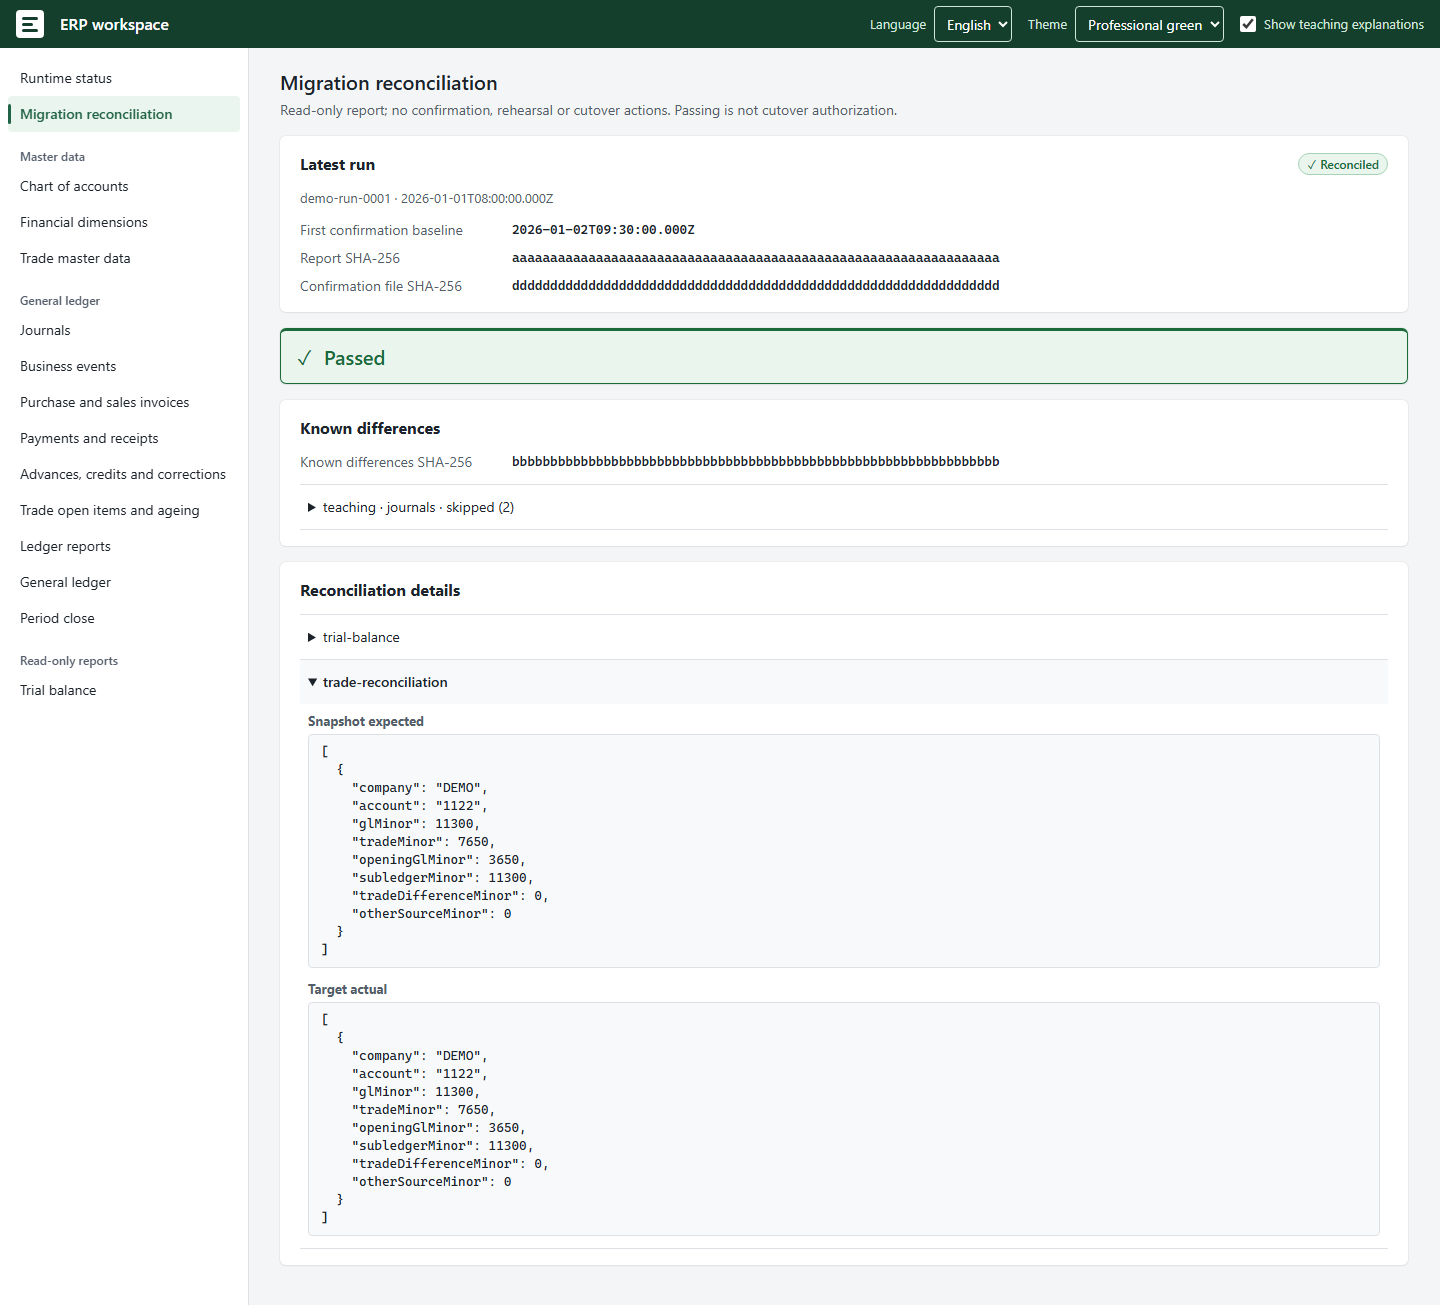 ERP workspace
Language English Theme Professional green Show teaching explanations
Runtime status
Migration reconciliation
Master data
Chart of accounts
Financial dimensions
Trade master data
General ledger
Journals
Business events
Purchase and sales invoices
Payments and receipts
Advances, credits and corrections
Trade open items and ageing
Ledger reports
General ledger
Period close
Read-only reports
Trial balance
Migration reconciliation
Read-only report; no confirmation, rehearsal or cutover actions. Passing is not cutover authorization.
Latest run
✓ Reconciled
demo-run-0001 · 2026-01-01T08:00:00.000Z
First confirmation baseline 2026-01-02T09:30:00.000Z
Report SHA-256 aaaaaaaaaaaaaaaaaaaaaaaaaaaaaaaaaaaaaaaaaaaaaaaaaaaaaaaaaaaaaaaa
Confirmation file SHA-256 dddddddddddddddddddddddddddddddddddddddddddddddddddddddddddddddd
✓ Passed
Known differences
Known differences SHA-256 bbbbbbbbbbbbbbbbbbbbbbbbbbbbbbbbbbbbbbbbbbbbbbbbbbbbbbbbbbbbbbbb
▶ teaching · journals · skipped (2)
Reconciliation details
▶ trial-balance
▼ trade-reconciliation
Snapshot expected
[
  {
    "company": "DEMO",
    "account": "1122",
    "glMinor": 11300,
    "tradeMinor": 7650,
    "openingGlMinor": 3650,
    "subledgerMinor": 11300,
    "tradeDifferenceMinor": 0,
    "otherSourceMinor": 0
  }
]
Target actual
[
  {
    "company": "DEMO",
    "account": "1122",
    "glMinor": 11300,
    "tradeMinor": 7650,
    "openingGlMinor": 3650,
    "subledgerMinor": 11300,
    "tradeDifferenceMinor": 0,
    "otherSourceMinor": 0
  }
]